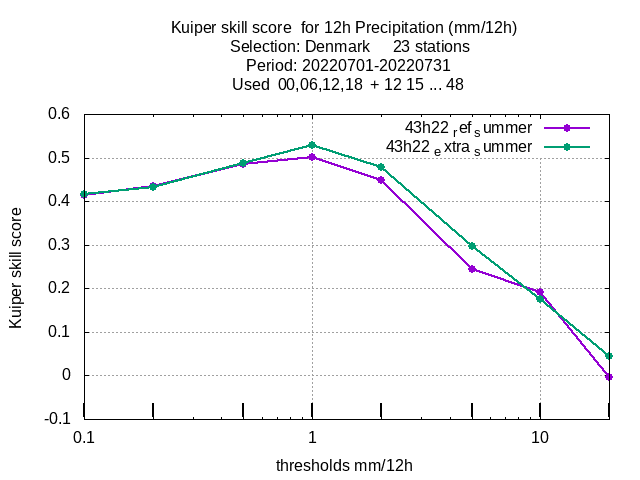 Kuiper skill score  for 12h Precipitation (mm/12h)
Selection: Denmark     23 stations
Period: 20220701-20220731
Used  00,06,12,18  + 12 15 ... 48
0.6
43h22 ref summer
43h22 extra summer
0.5
0.4
0.3
0.2
0.1
0
-0.1
Kuiper skill score
0.1 1 10
thresholds mm/12h